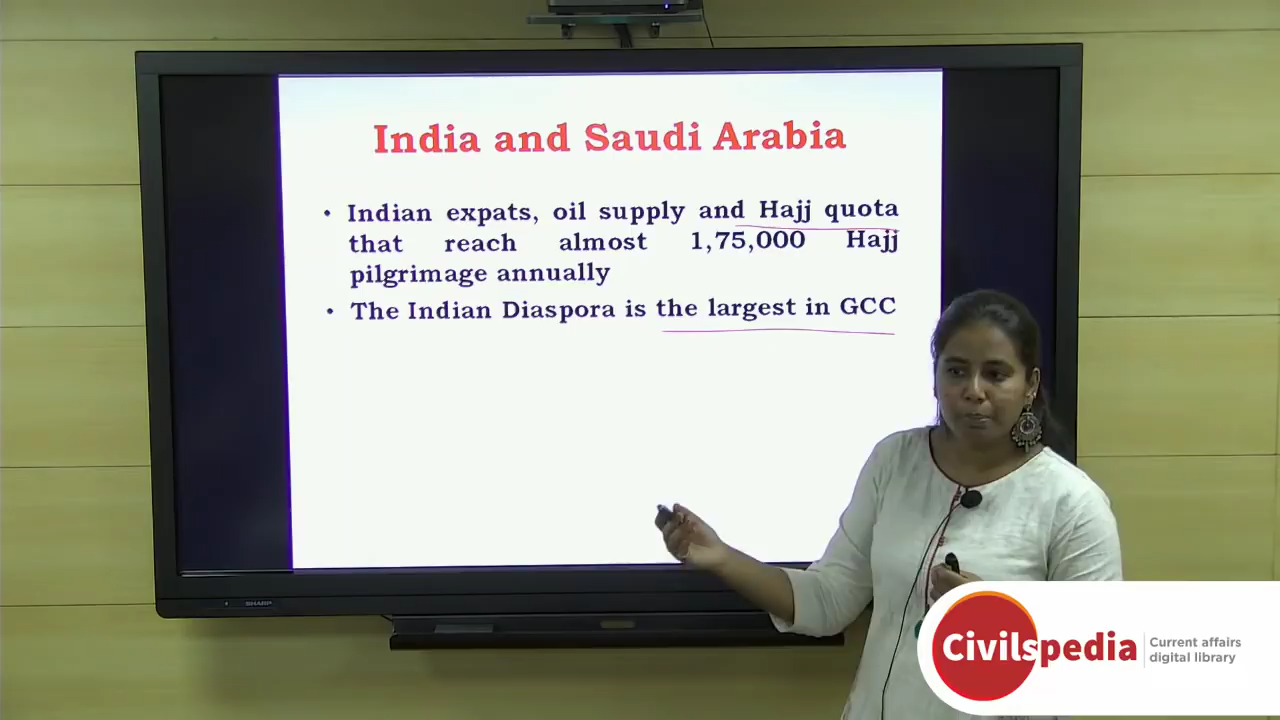 India and Saudi Arabia
• Indian expats, oil supply and Hajj quota
that reach almost 1,75,000 Hajj
pilgrimage annually
• The Indian Diaspora is the largest in GCC
SHARP
Civilspedia
Current affairs
digital library